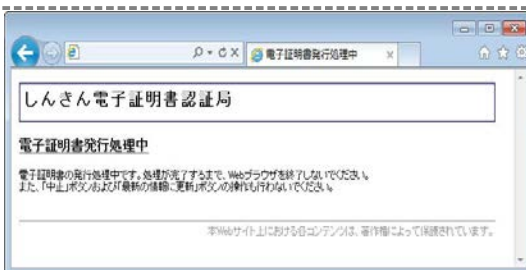 電子証明書発行処理中
しんきん電子証明書認証局
電子証明書発行処理中
電子証明書の発行処理中です。処理が完了するまで、Webブラウザを終了しないでください。
また、「中止」ボタンおよび「最新の情報に更新」ボタンの操作も行わないでください。
本Webサイト上における各コンテンツは、著作権によって保護されています。